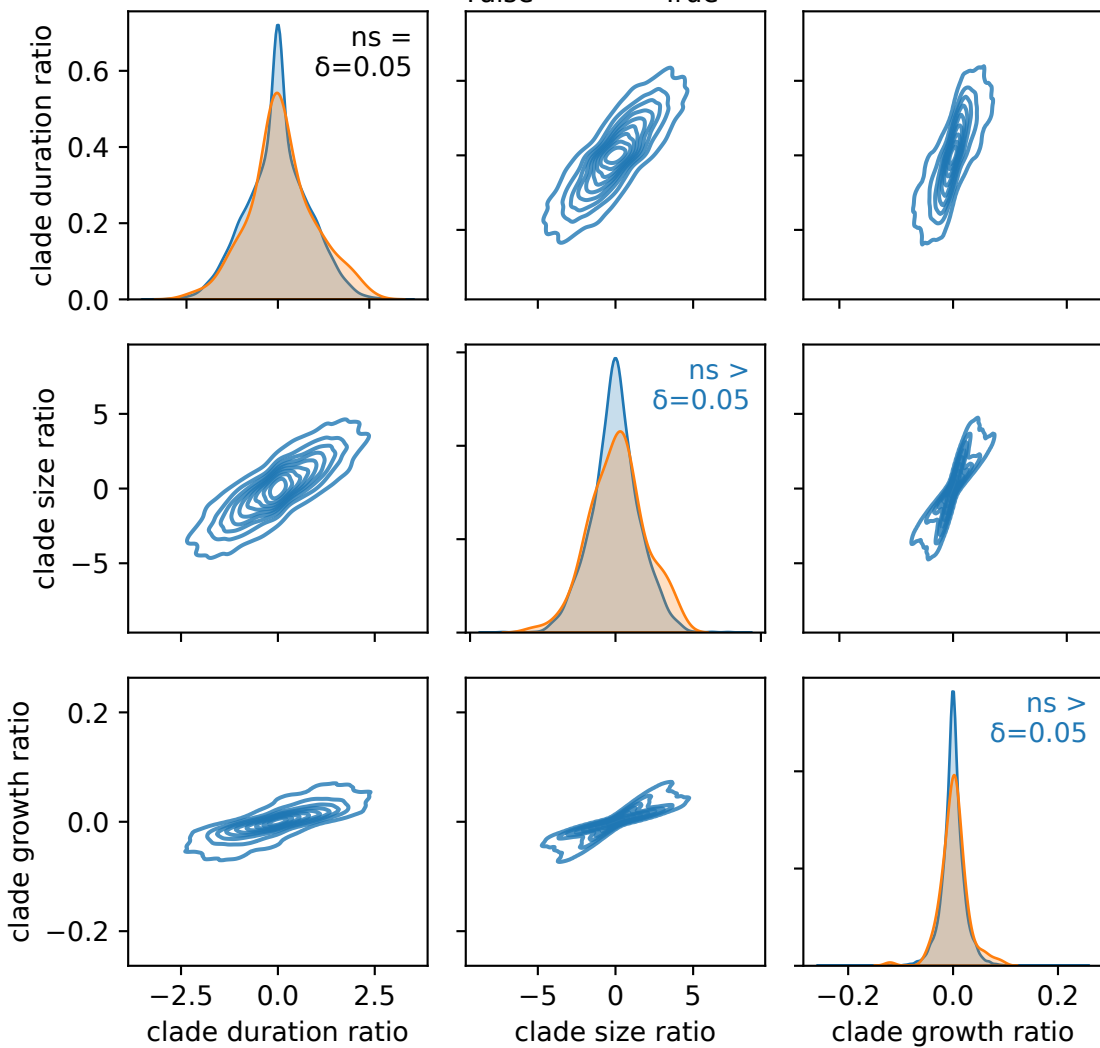 clade duration ratio
0.6
0.4
0.2
0.0
ns =
δ=0.05
clade size ratio
5
0
−5
ns >
δ=0.05
clade growth ratio
0.2
0.0
−0.2
ns >
δ=0.05
−2.5 0.0 2.5
−5 0 5
−0.2 0.0 0.2
clade duration ratio
clade size ratio
clade growth ratio